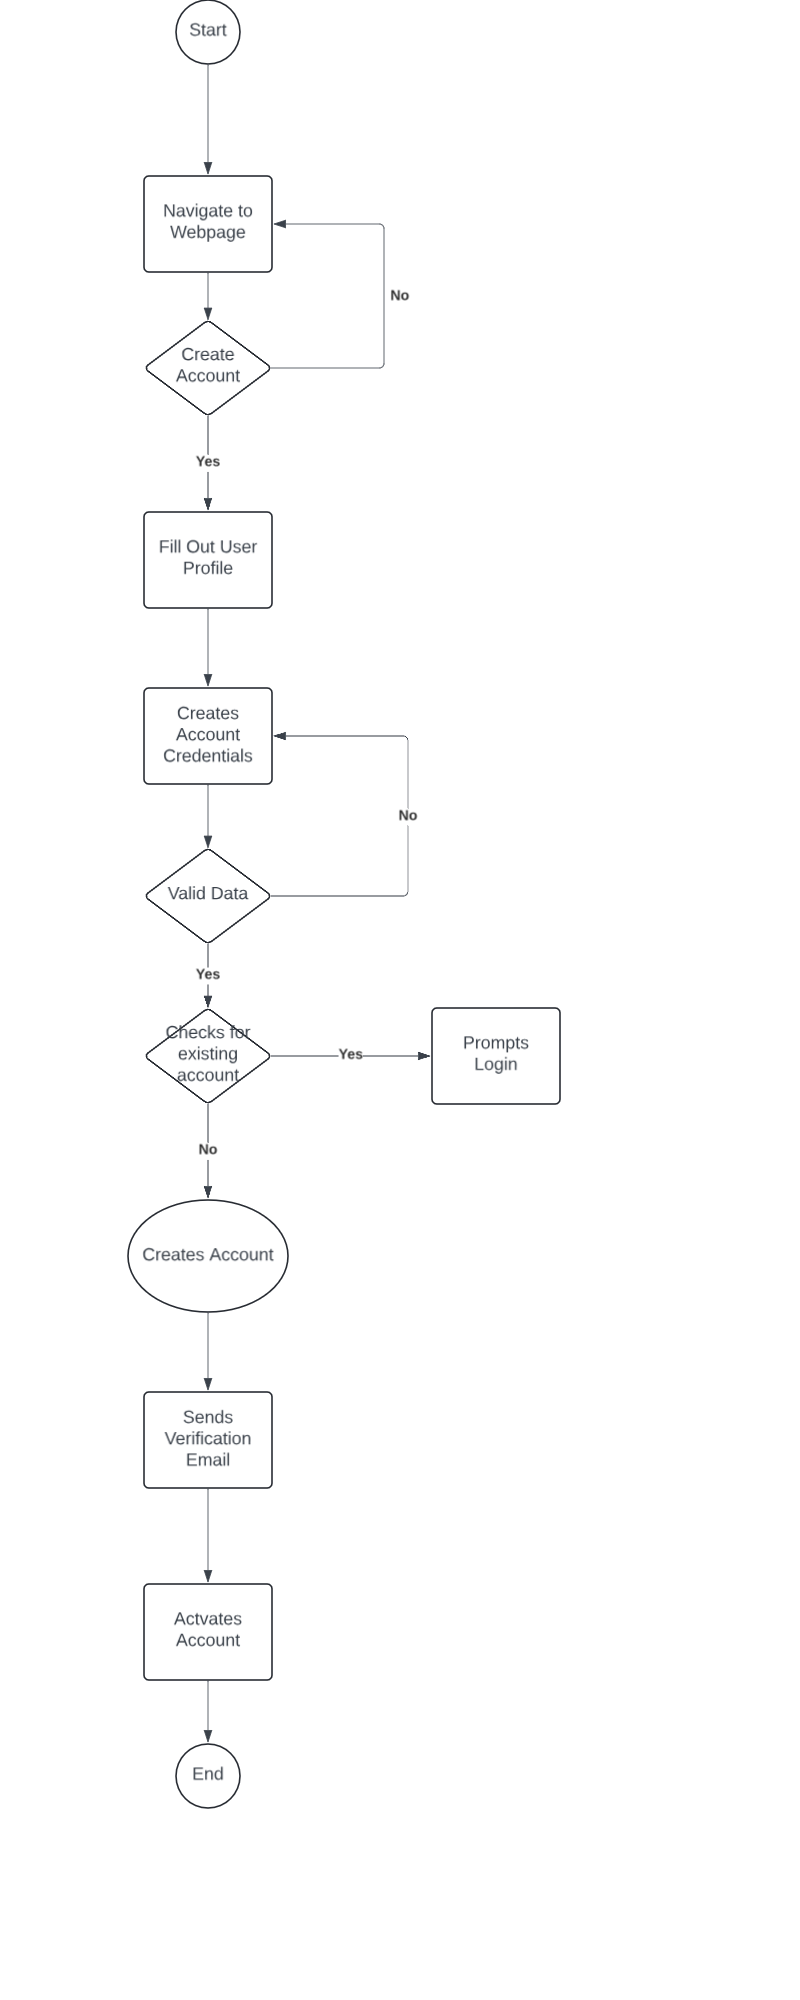 Start
Navigate to
Webpage
No
Create
Account
Yes
Fill Out User
Profile
Creates
Account
Credentials
No
Valid Data
Yes
Checks for
existing
account
Yes
Prompts
Login
No
Creates Account
Sends
Verification
Email
Actvates
Account
End